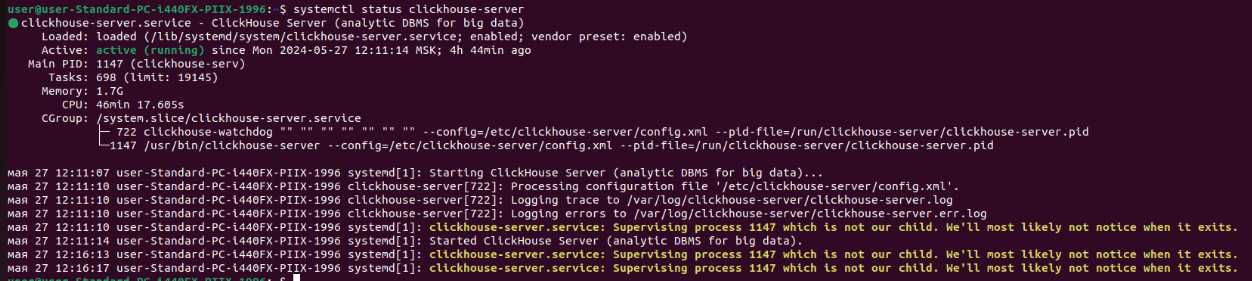 user@user-Standard-PC-i440FX-PIIX-1996:~$ systemctl status clickhouse-server
● clickhouse-server.service - ClickHouse Server (analytic DBMS for big data)
Loaded: loaded (/lib/systemd/system/clickhouse-server.service; enabled; vendor preset: enabled)
Active: active (running) since Mon 2024-05-27 12:11:14 MSK; 4h 44min ago
Main PID: 1147 (clickhouse-serv)
Tasks: 698 (limit: 19145)
Memory: 1.7G
CPU: 46min 17.605s
CGroup: /system.slice/clickhouse-server.service
├─ 722 clickhouse-watchdog "" "" "" "" "" "" "" --config=/etc/clickhouse-server/config.xml --pid-file=/run/clickhouse-server/clickhouse-server.pid
└─1147 /usr/bin/clickhouse-server --config=/etc/clickhouse-server/config.xml --pid-file=/run/clickhouse-server/clickhouse-server.pid
мая 27 12:11:07 user-Standard-PC-i440FX-PIIX-1996 systemd[1]: Starting ClickHouse Server (analytic DBMS for big data)...
мая 27 12:11:10 user-Standard-PC-i440FX-PIIX-1996 clickhouse-server[722]: Processing configuration file '/etc/clickhouse-server/config.xml'.
мая 27 12:11:10 user-Standard-PC-i440FX-PIIX-1996 clickhouse-server[722]: Logging trace to /var/log/clickhouse-server/clickhouse-server.log
мая 27 12:11:10 user-Standard-PC-i440FX-PIIX-1996 clickhouse-server[722]: Logging errors to /var/log/clickhouse-server/clickhouse-server.err.log
мая 27 12:11:10 user-Standard-PC-i440FX-PIIX-1996 systemd[1]: clickhouse-server.service: Supervising process 1147 which is not our child. We'll most likely not notice when it exits.
мая 27 12:11:14 user-Standard-PC-i440FX-PIIX-1996 systemd[1]: Started ClickHouse Server (analytic DBMS for big data).
мая 27 12:16:13 user-Standard-PC-i440FX-PIIX-1996 systemd[1]: clickhouse-server.service: Supervising process 1147 which is not our child. We'll most likely not notice when it exits.
мая 27 12:16:17 user-Standard-PC-i440FX-PIIX-1996 systemd[1]: clickhouse-server.service: Supervising process 1147 which is not our child. We'll most likely not notice when it exits.
user@user-Standard-PC-i440FX-PIIX-1996:~$